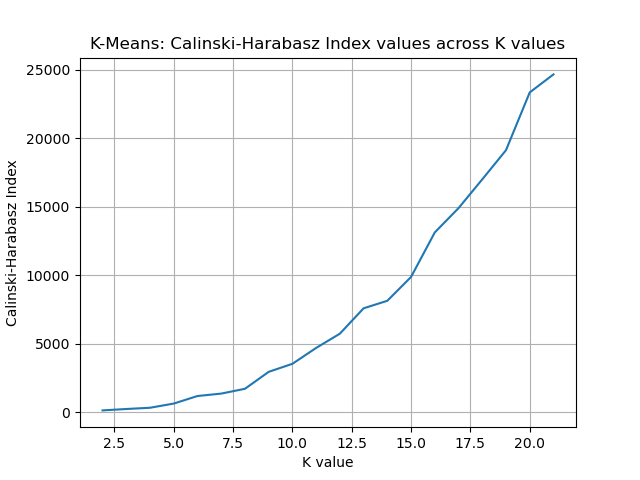 K-Means: Calinski-Harabasz Index values across K values
25000
20000
15000
10000
5000
0
Calinski-Harabasz Index
2.5 5.0 7.5 10.0 12.5 15.0 17.5 20.0
K value